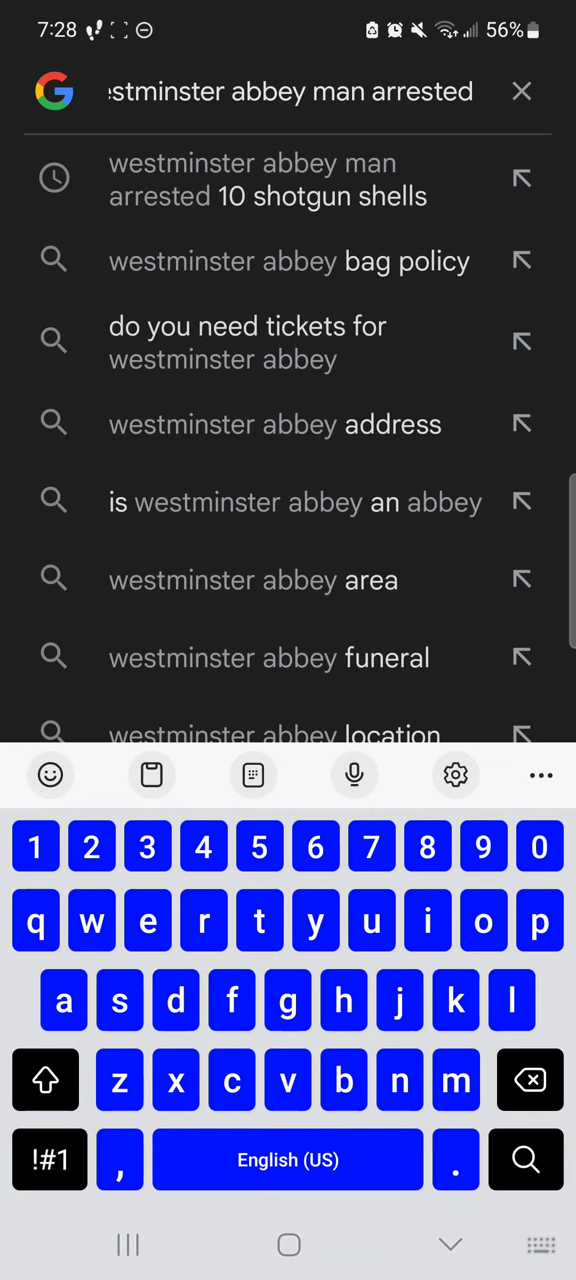 7:28 56%
estminster abbey man arrested
westminster abbey man
arrested 10 shotgun shells
westminster abbey bag policy
do you need tickets for
westminster abbey
westminster abbey address
is westminster abbey an abbey
westminster abbey area
westminster abbey funeral
westminster abbey location
1 2 3 4 5 6 7 8 9 0
q w e r t y u i o p
a s d f g h j k l
z x c v b n m
!#1 , English (US) .